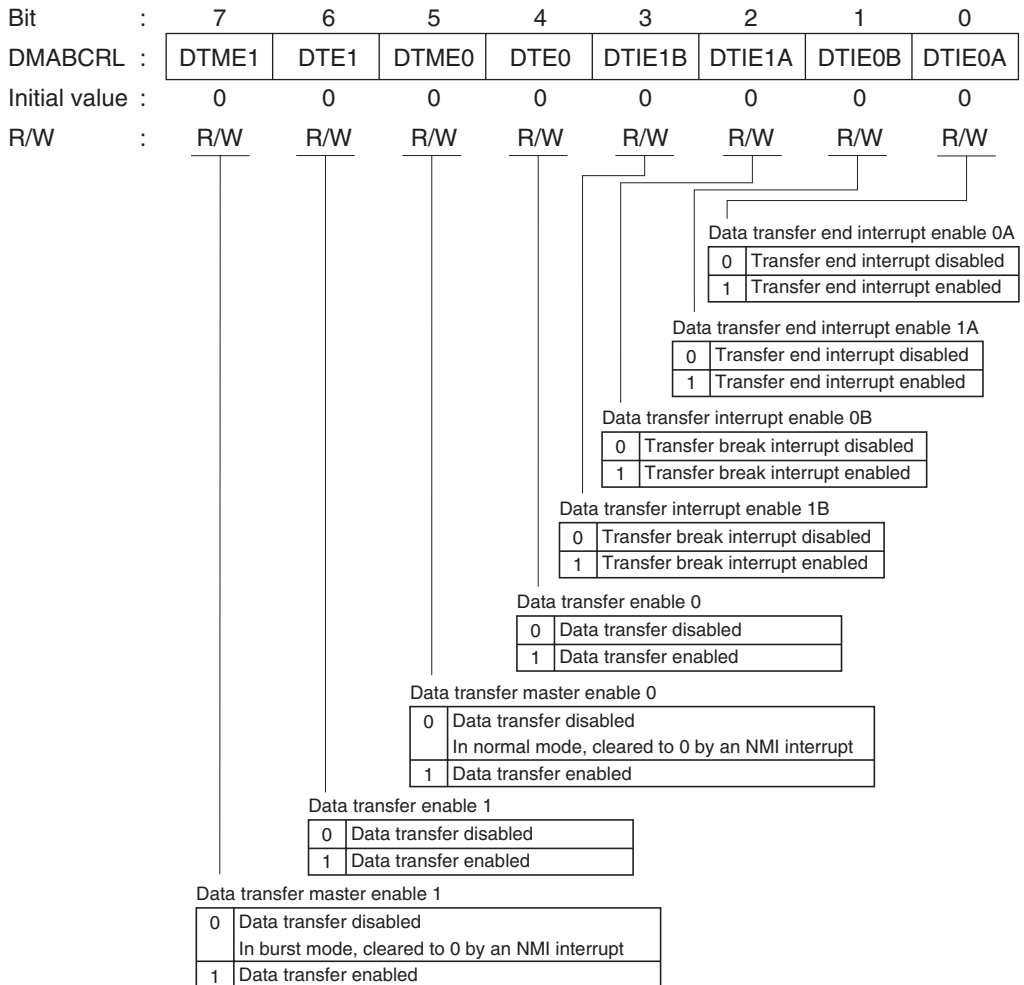 Bit : 7 6 5 4 3 2 1 0
DMABCRL : DTME1 DTE1 DTME0 DTE0 DTIE1B DTIE1A DTIE0B DTIE0A
Initial value : 0 0 0 0 0 0 0 0
R/W : R/W R/W R/W R/W R/W R/W R/W R/W
Data transfer end interrupt enable 0A
0 Transfer end interrupt disabled
1 Transfer end interrupt enabled
Data transfer end interrupt enable 1A
0 Transfer end interrupt disabled
1 Transfer end interrupt enabled
Data transfer interrupt enable 0B
0 Transfer break interrupt disabled
1 Transfer break interrupt enabled
Data transfer interrupt enable 1B
0 Transfer break interrupt disabled
1 Transfer break interrupt enabled
Data transfer enable 0
0 Data transfer disabled
1 Data transfer enabled
Data transfer master enable 0
0 Data transfer disabled
In normal mode, cleared to 0 by an NMI interrupt
1 Data transfer enabled
Data transfer enable 1
0 Data transfer disabled
1 Data transfer enabled
Data transfer master enable 1
0 Data transfer disabled
In burst mode, cleared to 0 by an NMI interrupt
1 Data transfer enabled